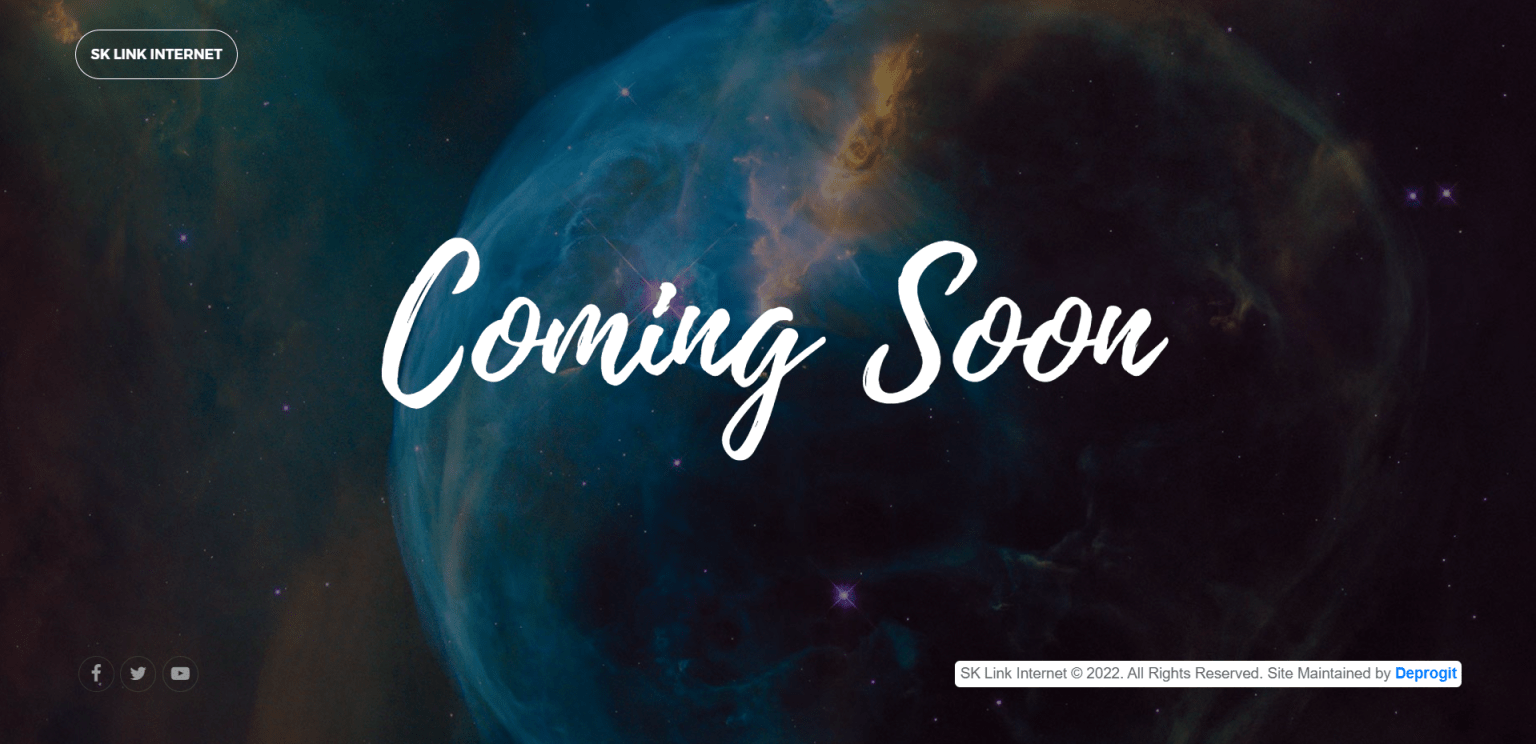 SK LINK INTERNET
Coming Soon
SK Link Internet © 2022. All Rights Reserved. Site Maintained by Deprogit